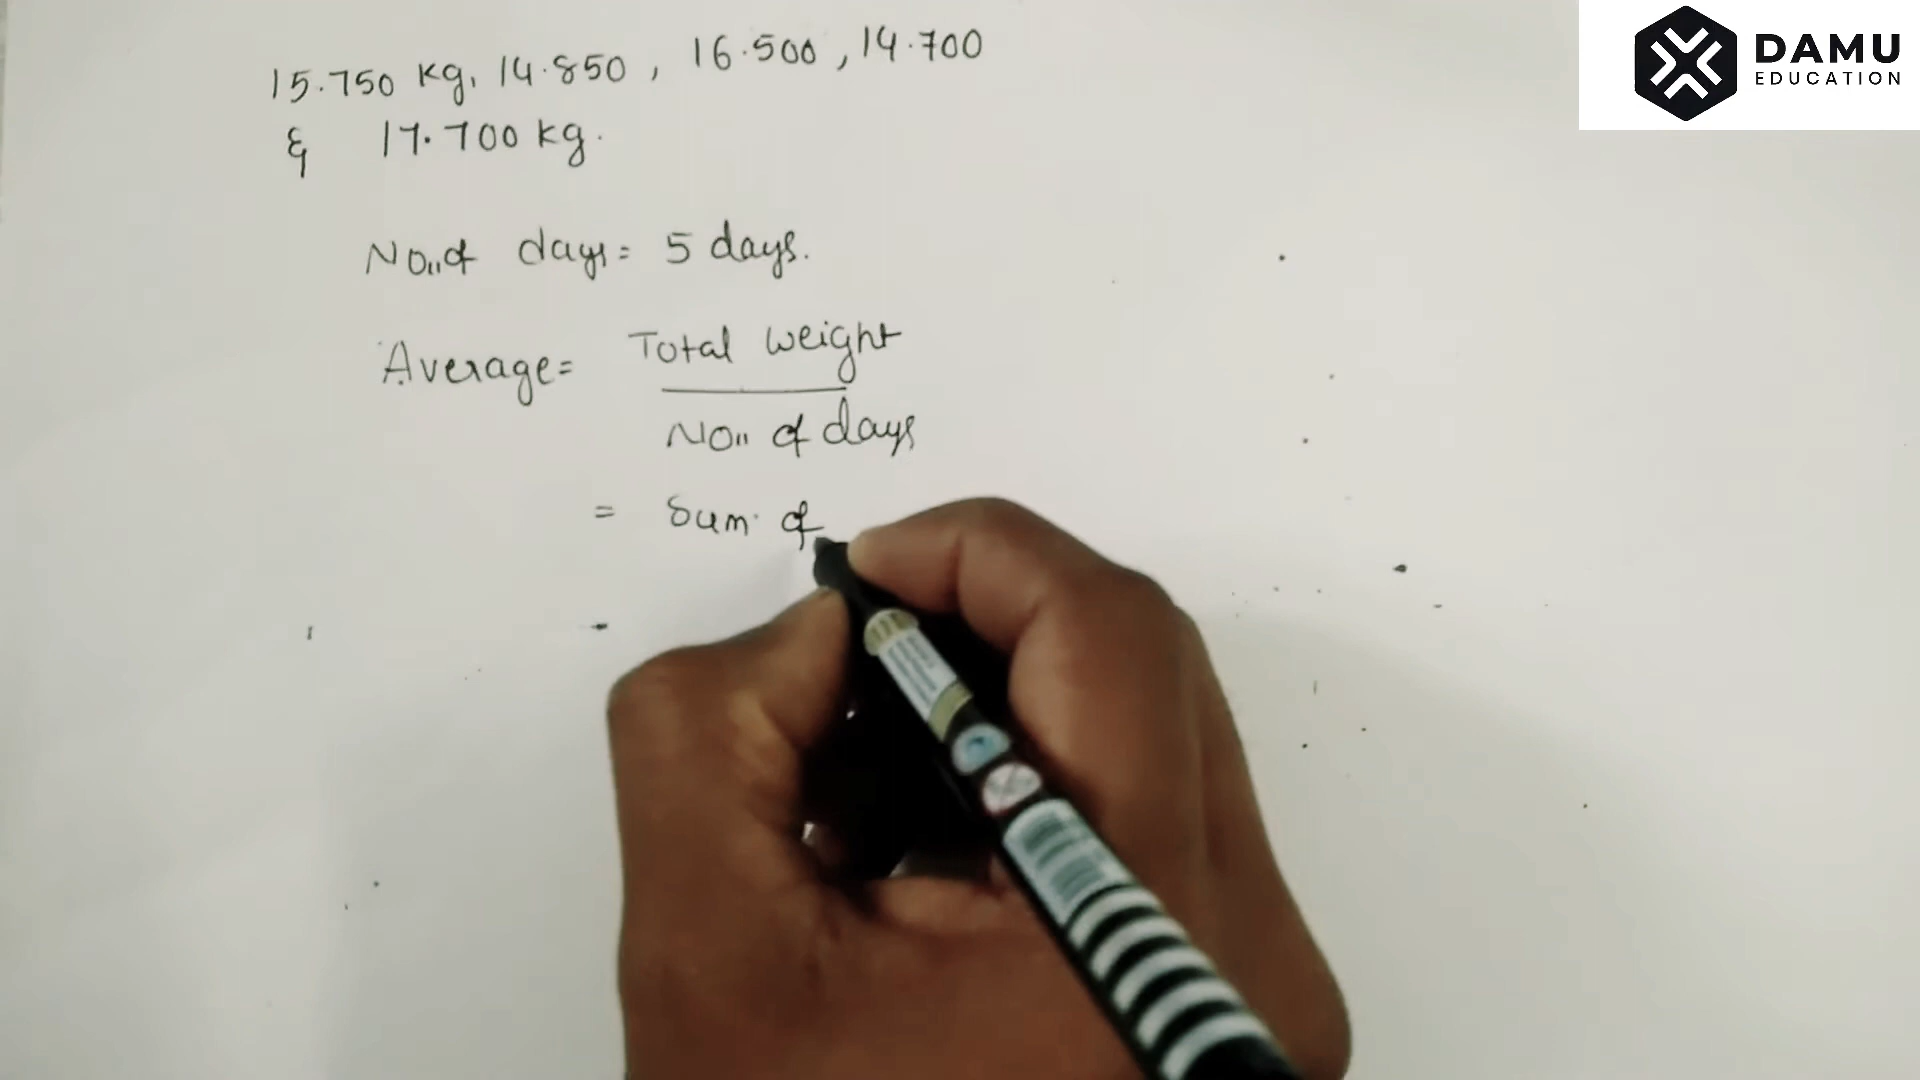 15.750 kg, 14.850, 16.500, 14.700
& 17.700 kg.
No. of days = 5 days.
Average = Total weight
No. of days
= Sum of
DAMU
EDUCATION